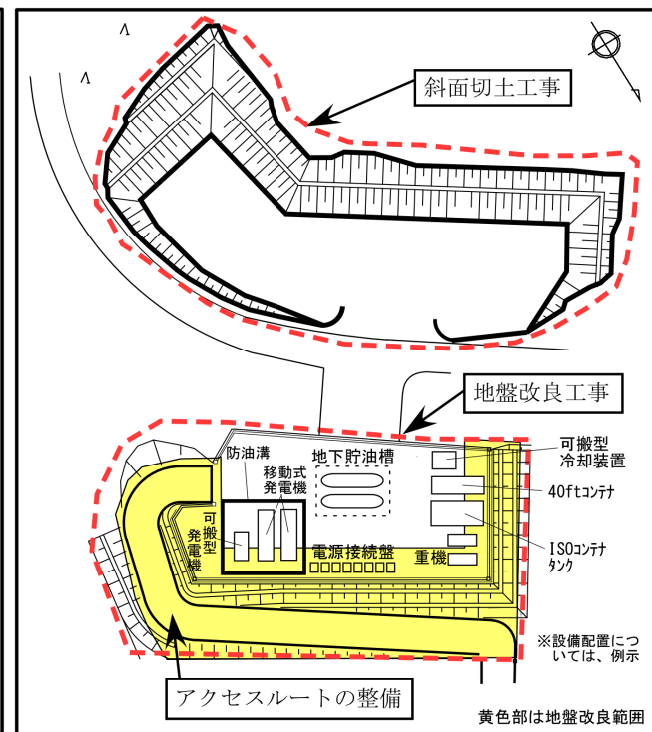 斜面切土工事
地盤改良工事
防油溝
地下貯油槽
移動式
発電機
可搬型
発電機
電源接続盤
重機
可搬型
冷却装置
40ftコンテナ
ISOコンテナ
タンク
※設備配置につ
いては、例示
アクセスルートの整備
黄色部は地盤改良範囲